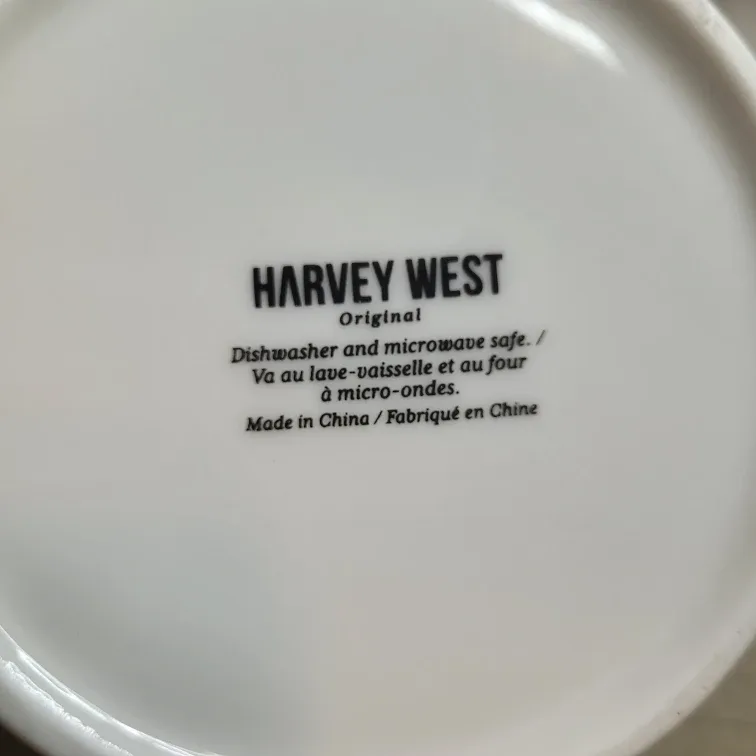 HARVEY WEST
Original
Dishwasher and microwave safe. /
Va au lave-vaisselle et au four
à micro-ondes.
Made in China / Fabriqué en Chine